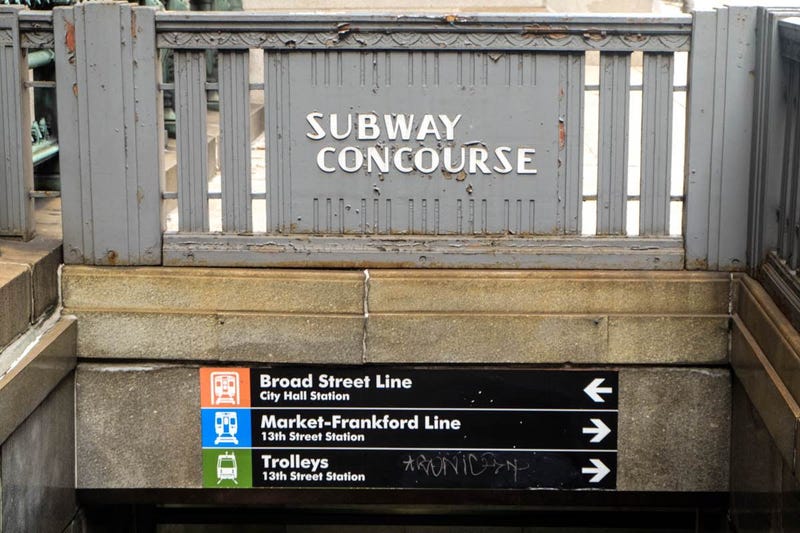 SUBWAY
CONCOURSE
Broad Street Line
City Hall Station
Market-Frankford Line
13th Street Station
Trolleys
13th Street Station